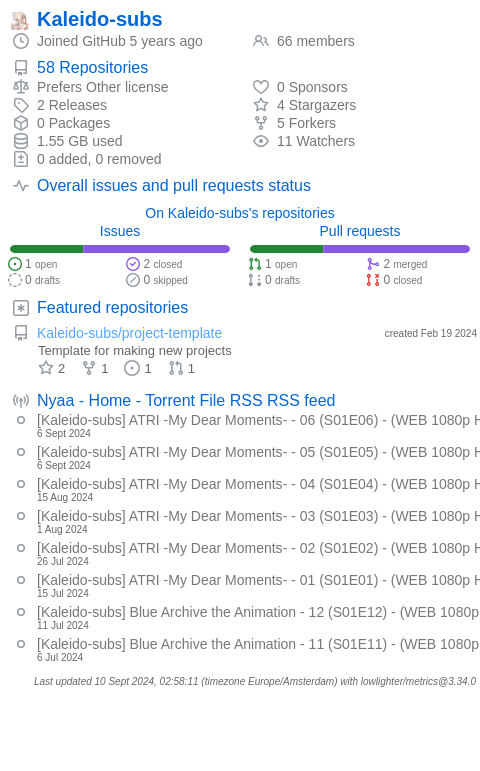 Kaleido-subs
Joined GitHub 5 years ago
66 members
58 Repositories
Prefers Other license
0 Sponsors
2 Releases
4 Stargazers
0 Packages
5 Forkers
1.55 GB used
11 Watchers
0 added, 0 removed
Overall issues and pull requests status
On Kaleido-subs's repositories
Issues
Pull requests
1 open
2 closed
1 open
2 merged
0 drafts
0 skipped
0 drafts
0 closed
Featured repositories
Kaleido-subs/project-template
created Feb 19 2024
Template for making new projects
2 1 1 1
Nyaa - Home - Torrent File RSS RSS feed
[Kaleido-subs] ATRI -My Dear Moments- - 06 (S01E06) - (WEB 1080p H
6 Sept 2024
[Kaleido-subs] ATRI -My Dear Moments- - 05 (S01E05) - (WEB 1080p H
6 Sept 2024
[Kaleido-subs] ATRI -My Dear Moments- - 04 (S01E04) - (WEB 1080p H
15 Aug 2024
[Kaleido-subs] ATRI -My Dear Moments- - 03 (S01E03) - (WEB 1080p H
1 Aug 2024
[Kaleido-subs] ATRI -My Dear Moments- - 02 (S01E02) - (WEB 1080p H
26 Jul 2024
[Kaleido-subs] ATRI -My Dear Moments- - 01 (S01E01) - (WEB 1080p H
15 Jul 2024
[Kaleido-subs] Blue Archive the Animation - 12 (S01E12) - (WEB 1080p
11 Jul 2024
[Kaleido-subs] Blue Archive the Animation - 11 (S01E11) - (WEB 1080p
6 Jul 2024
Last updated 10 Sept 2024, 02:58:11 (timezone Europe/Amsterdam) with lowlighter/metrics@3.34.0